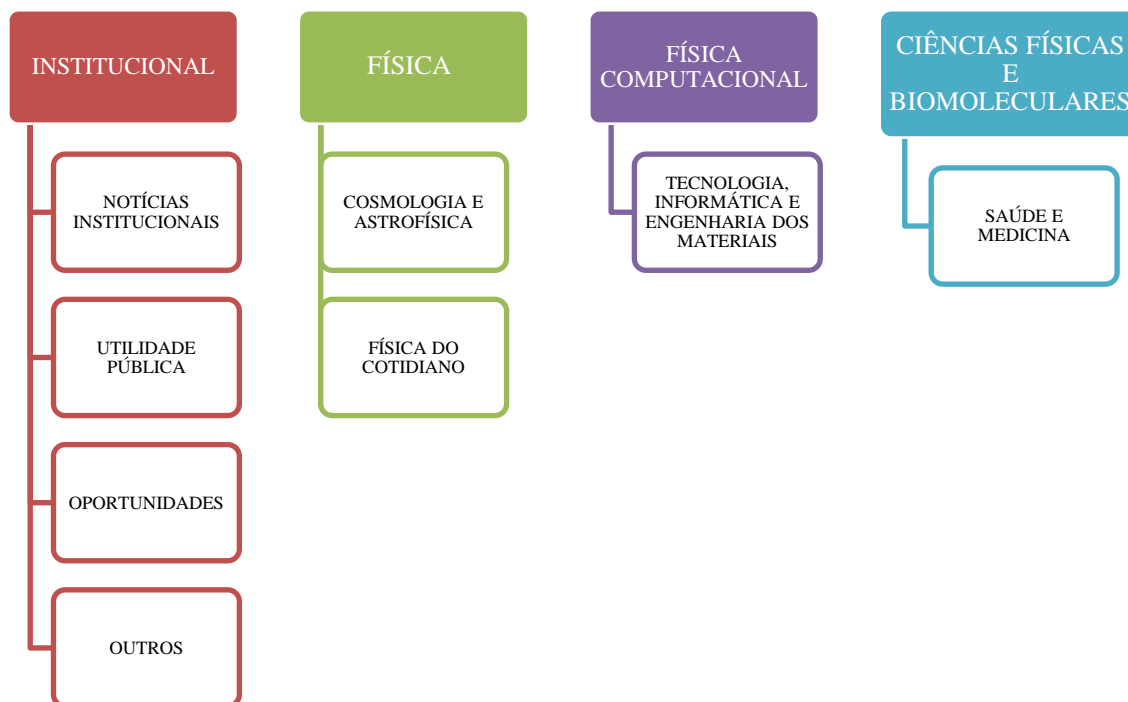 INSTITUCIONAL
NOTÍCIAS
INSTITUCIONAIS
UTILIDADE
PÚBLICA
OPORTUNIDADES
OUTROS
FÍSICA
COSMOLOGIA E
ASTROFÍSICA
FÍSICA DO
COTIDIANO
FÍSICA
COMPUTACIONAL
TECNOLOGIA,
INFORMÁTICA E
ENGENHARIA DOS
MATERIAIS
CIÊNCIAS FÍSICAS
E
BIOMOLECULARES
SAÚDE E
MEDICINA